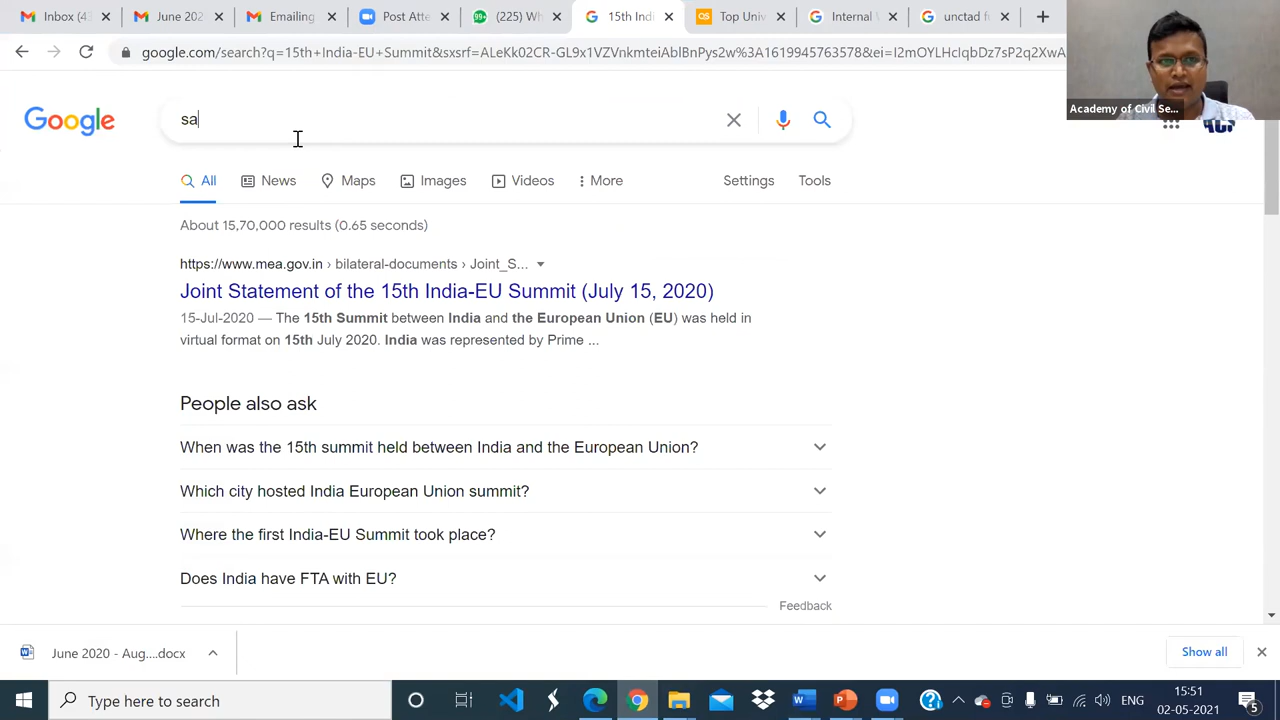 Inbox (43
June 202
Emailing
Post Atte
(225) Wh
15th Indi
Top Univ
Internal W
unctad f
google.com/search?q=15th+India-EU+Summit&sxsrf=ALeKk02CR-GL9x1VZVnkmteiAblBnPys2w%3A1619945763578&ei=I2mOYLHcIqbDz7sP2q2XwA
Academy of Civil Se...
Google
sa
All
News
Maps
Images
Videos
More
Settings
Tools
About 15,70,000 results (0.65 seconds)
https://www.mea.gov.in › bilateral-documents › Joint_S...
Joint Statement of the 15th India-EU Summit (July 15, 2020)
15-Jul-2020 — The 15th Summit between India and the European Union (EU) was held in
virtual format on 15th July 2020. India was represented by Prime ...
People also ask
When was the 15th summit held between India and the European Union?
Which city hosted India European Union summit?
Where the first India-EU Summit took place?
Does India have FTA with EU?
Feedback
June 2020 - Aug....docx
Show all
Type here to search
ENG
15:51
02-05-2021
5